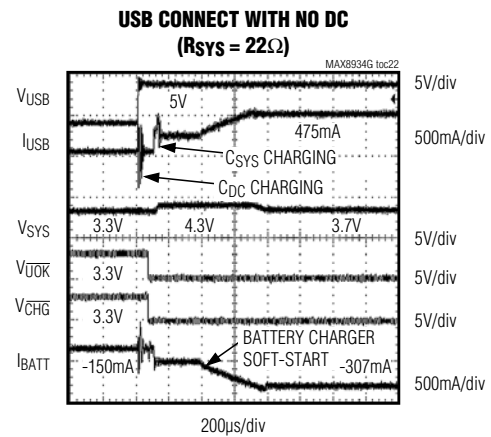 USB CONNECT WITH NO DC
(RSYS = 22Ω)
MAX8934G toc22
VUSB
5V
5V/div
IUSB
475mA
500mA/div
CSYS CHARGING
CDC CHARGING
VSYS
3.3V
4.3V
3.7V
5V/div
VUOK
3.3V
5V/div
VCHG
3.3V
5V/div
BATTERY CHARGER
SOFT-START
IBATT
-150mA
-307mA
500mA/div
200µs/div